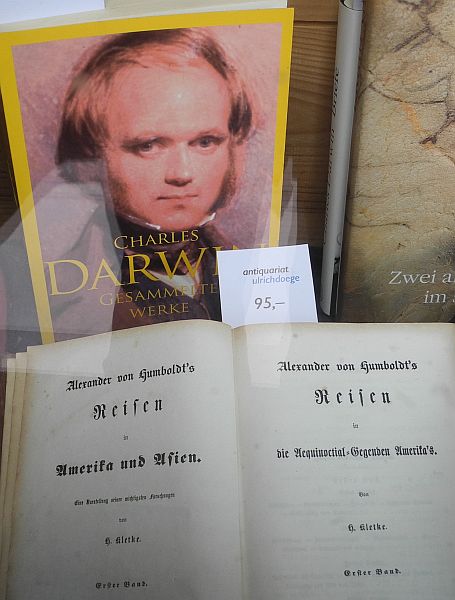 CHARLES
DARWIN
GESAMMELTE
WERKE
antiquariat
ulrichdoege
95,—
Zwei
im
Alexander von Humboldt's
Reisen
in
Amerika und Asien.
Eine Darstellung seiner wichtigsten Forschungen
von
H. Kletke.
Erster Band.
Alexander von Humboldt's
Reisen
in
die Aequinoctial-Gegenden Amerika's.
Von
H. Kletke.
Erster Band.